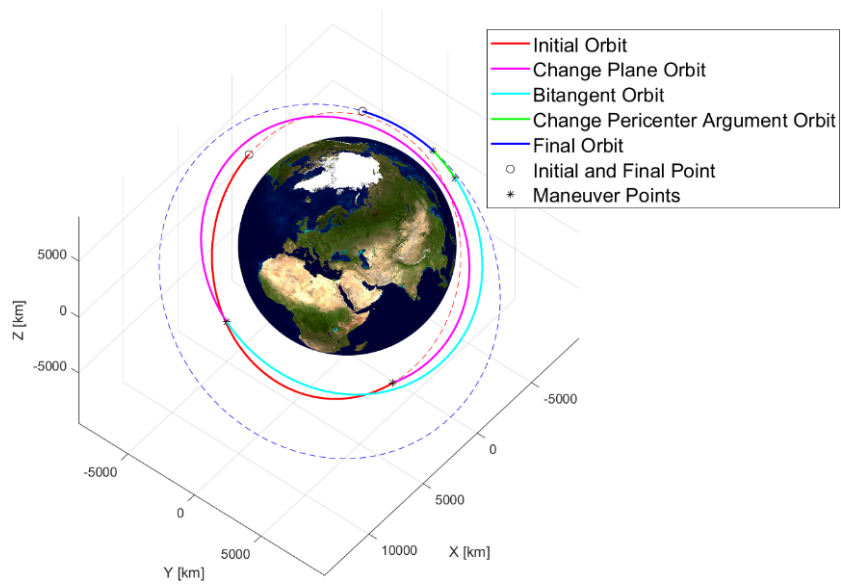 Initial Orbit
Change Plane Orbit
Bitangent Orbit
Change Pericenter Argument Orbit
Final Orbit
Initial and Final Point
Maneuver Points
5000
0
-5000
Z [km]
-5000
0
5000
Y [km]
-5000
0
5000
10000
X [km]